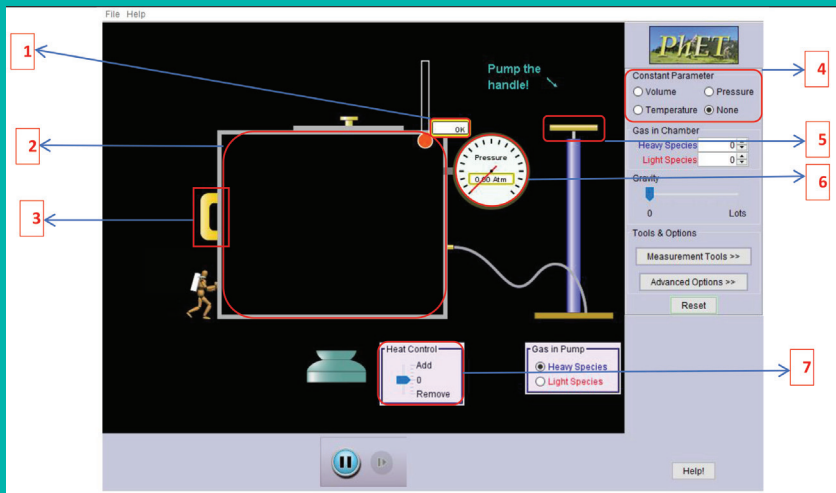 File Help
1
2
3
4
5
6
7
Pump the
handle!
0K
Pressure
0.00 Atm
PhET
Constant Parameter
Volume Pressure
Temperature None
Gas in Chamber
Heavy Species 0
Light Species 0
Gravity
0 Lots
Tools & Options
Measurement Tools >>
Advanced Options >>
Reset
Heat Control
Add
0
Remove
Gas in Pump
Heavy Species
Light Species
Help!